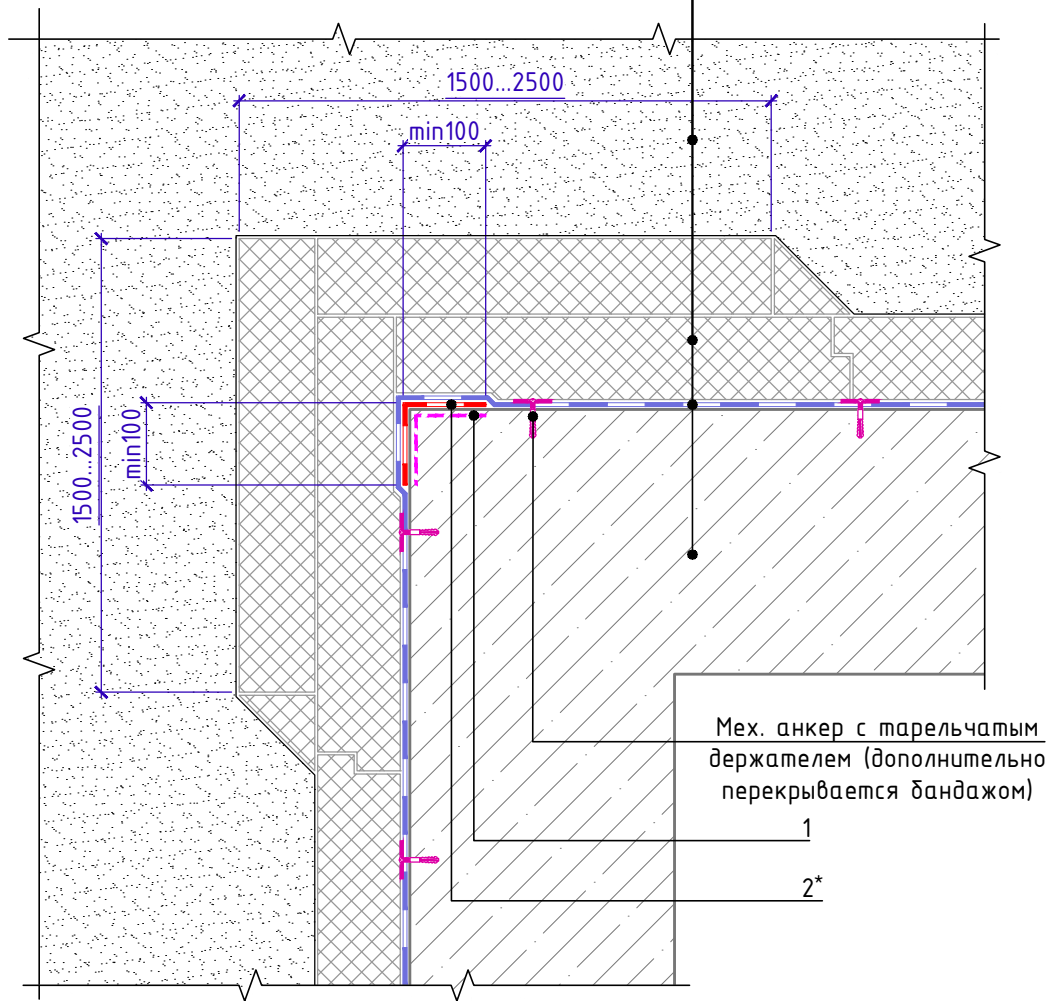 1500...2500
min100
1500...2500
min100
Мех. анкер с тарельчатым
держателем (дополнительно
перекрывается бандажом)
1
2*